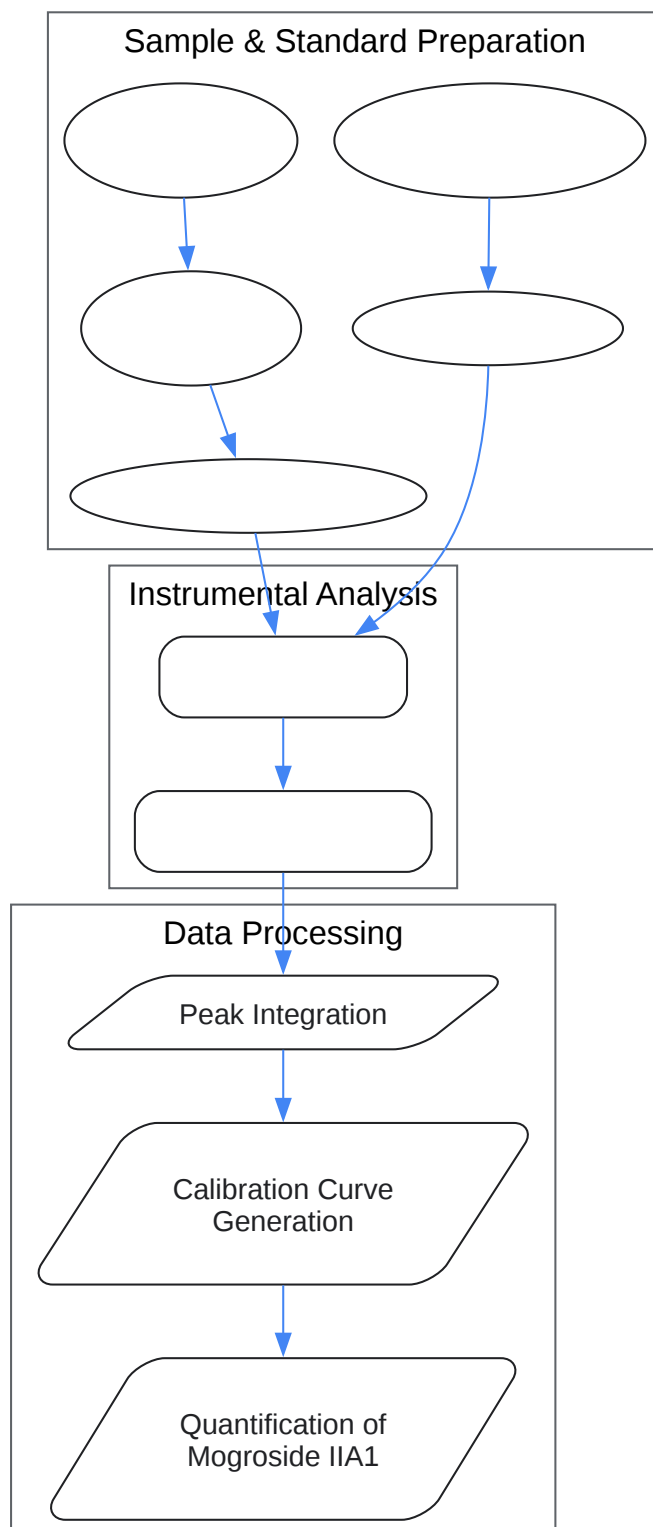 Sample & Standard Preparation
Instrumental Analysis
Data Processing
Peak Integration
Calibration Curve
Generation
Quantification of
Mogroside IIA1